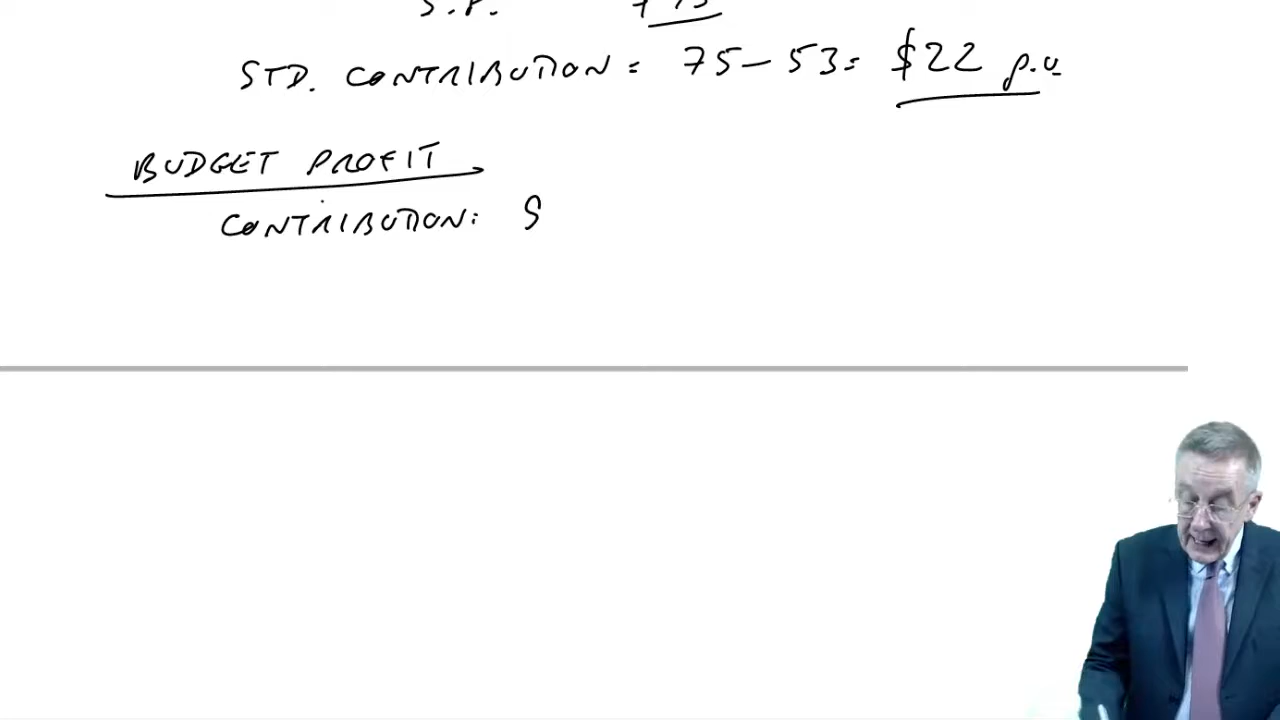 S.P.
STD. CONTRIBUTION = 75 - 53 = $22 p.u.
BUDGET PROFIT
CONTRIBUTION: